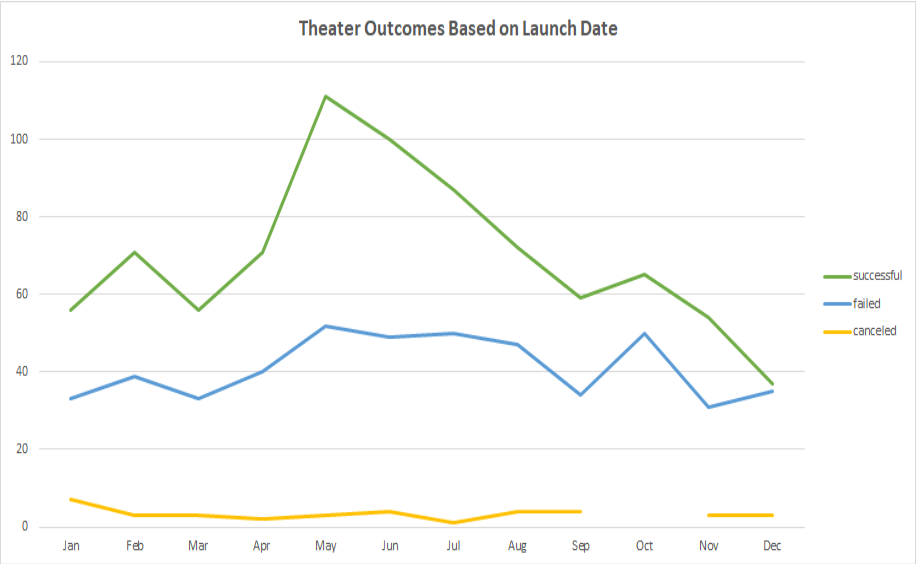 Theater Outcomes Based on Launch Date
120
100
80
60
40
20
0
Jan Feb Mar Apr May Jun Jul Aug Sep Oct Nov Dec
successful
failed
canceled